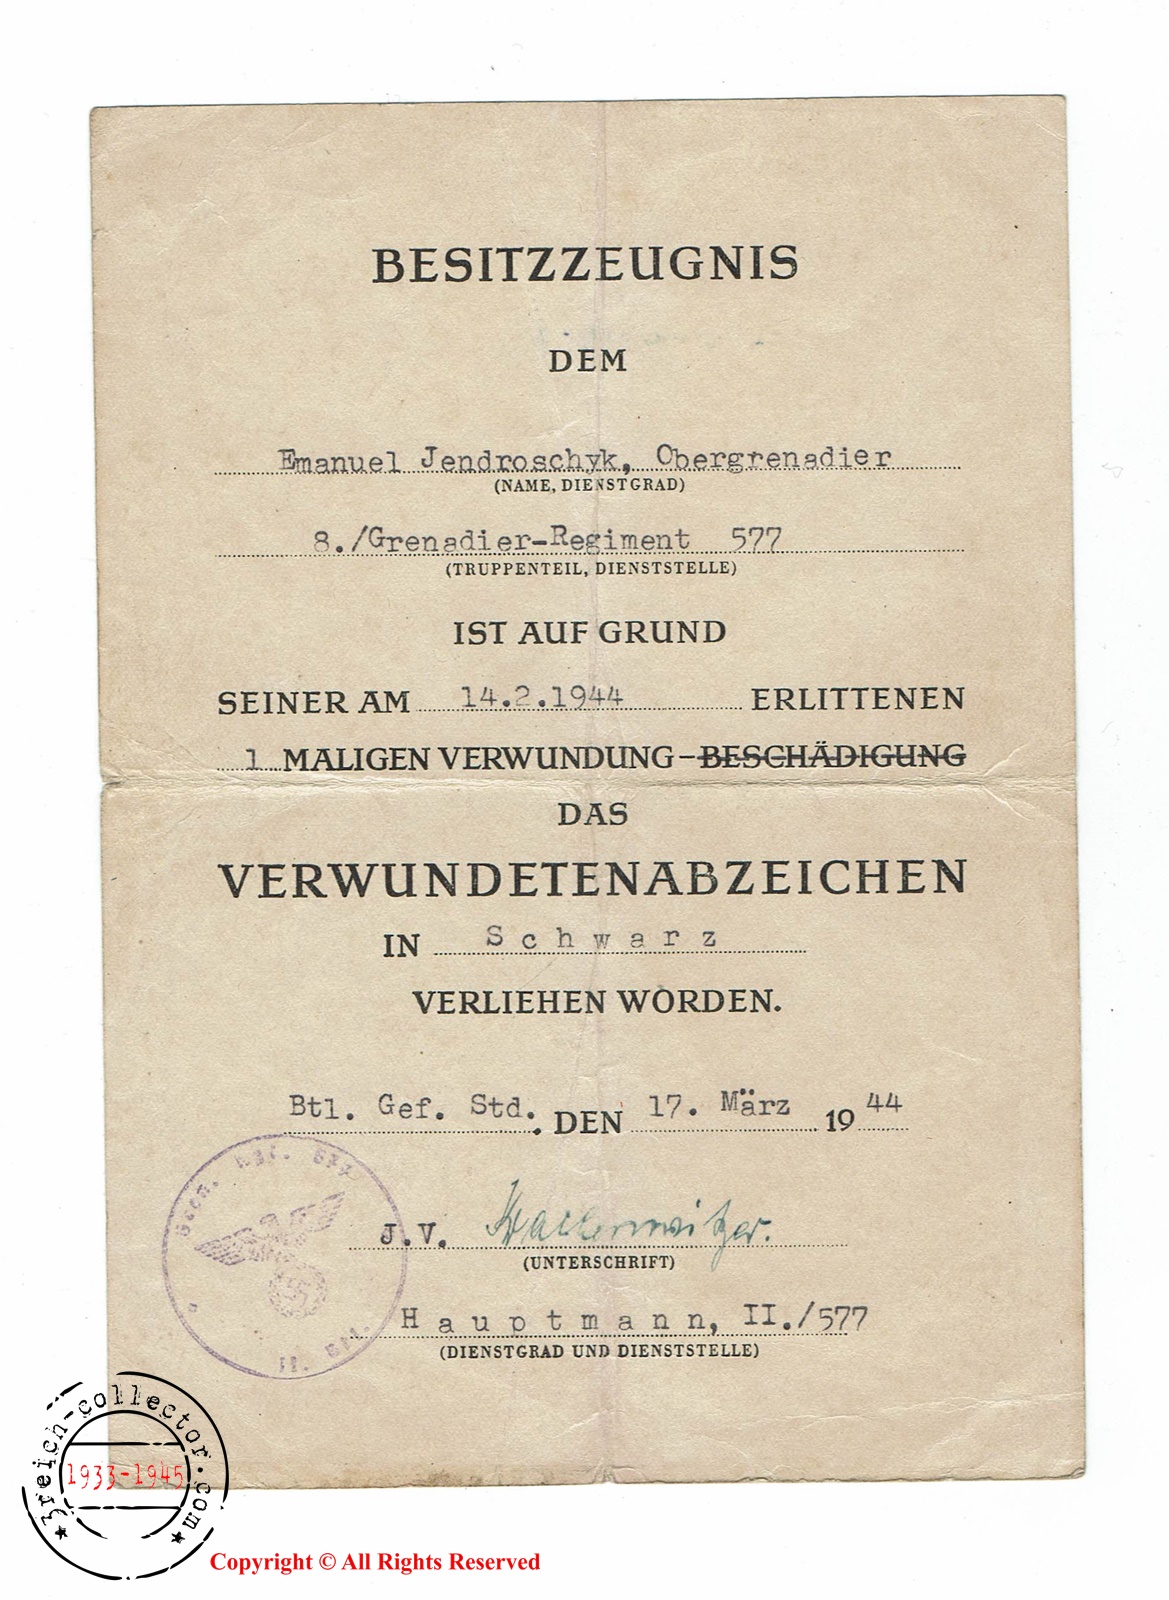 BESITZZEUGNIS
DEM
Emanuel Jendroschyk, Obergrenadier
(NAME, DIENSTGRAD)
8./Grenadier-Regiment 577
(TRUPPENTEIL, DIENSTSTELLE)
IST AUF GRUND
SEINER AM 14.2.1944 ERLITTENEN
1 MALIGEN VERWUNDUNG – BESCHÄDIGUNG
DAS
VERWUNDETENABZEICHEN
IN Schwarz
VERLIEHEN WORDEN.
Btl. Gef. Std. . DEN 17. März 1944
J.V.
(UNTERSCHRIFT)
Hauptmann, II./577
(DIENSTGRAD UND DIENSTSTELLE)
II. Btl.
3reich-collector.com
1933-1945
Copyright © All Rights Reserved